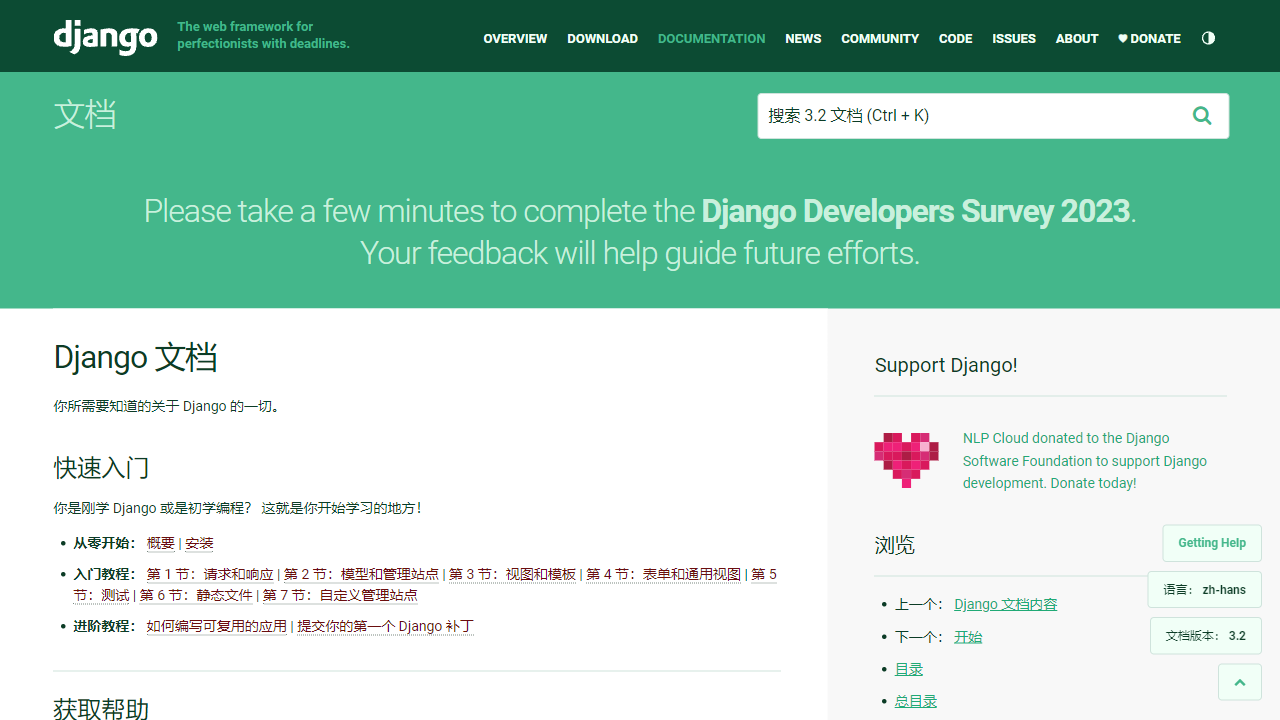 django
The web framework for
perfectionists with deadlines.
OVERVIEW DOWNLOAD DOCUMENTATION NEWS COMMUNITY CODE ISSUES ABOUT ♥ DONATE
文档
搜索 3.2 文档 (Ctrl + K)
Please take a few minutes to complete the Django Developers Survey 2023.
Your feedback will help guide future efforts.
Django 文档
你所需要知道的关于 Django 的一切。
快速入门
你是刚学 Django 或是初学编程？ 这就是你开始学习的地方！
• 从零开始： 概要 | 安装
• 入门教程： 第 1 节：请求和响应 | 第 2 节：模型和管理站点 | 第 3 节：视图和模板 | 第 4 节：表单和通用视图 | 第 5
节：测试 | 第 6 节：静态文件 | 第 7 节：自定义管理站点
• 进阶教程： 如何编写可复用的应用 | 提交你的第一个 Django 补丁
获取帮助
Support Django!
NLP Cloud donated to the Django
Software Foundation to support Django
development. Donate today!
浏览
• 上一个： Django 文档内容
• 下一个： 开始
• 目录
• 总目录
Getting Help
语言： zh-hans
文档版本： 3.2